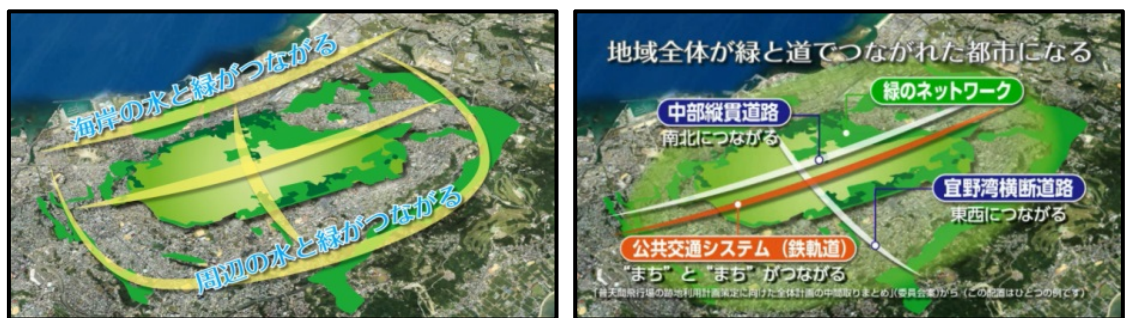 海岸の水と緑がつながる
周辺の水と緑がつながる
地域全体が緑と道でつながれた都市になる
緑のネットワーク
中部縦貫道路
南北につながる
宜野湾横断道路
東西につながる
公共交通システム(鉄軌道)
“まち”と“まち”がつながる
「普天間飛行場の跡地利用計画策定に向けた全体計画の中間取りまとめ」(委員会案)から(この配置はひとつの例です)